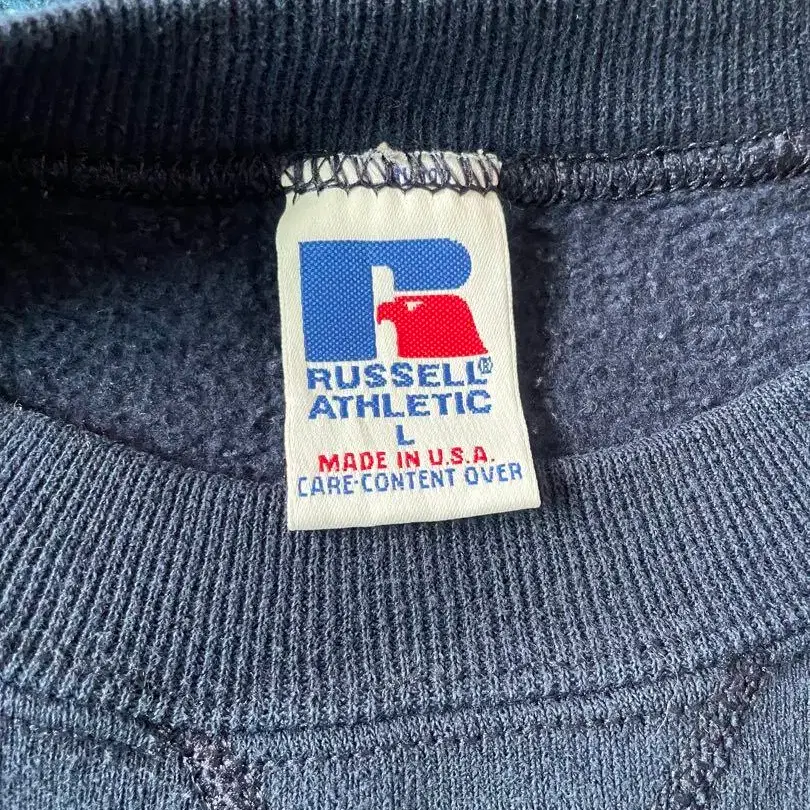 RUSSELL®
ATHLETIC
L
MADE IN U.S.A.
CARE-CONTENT OVER